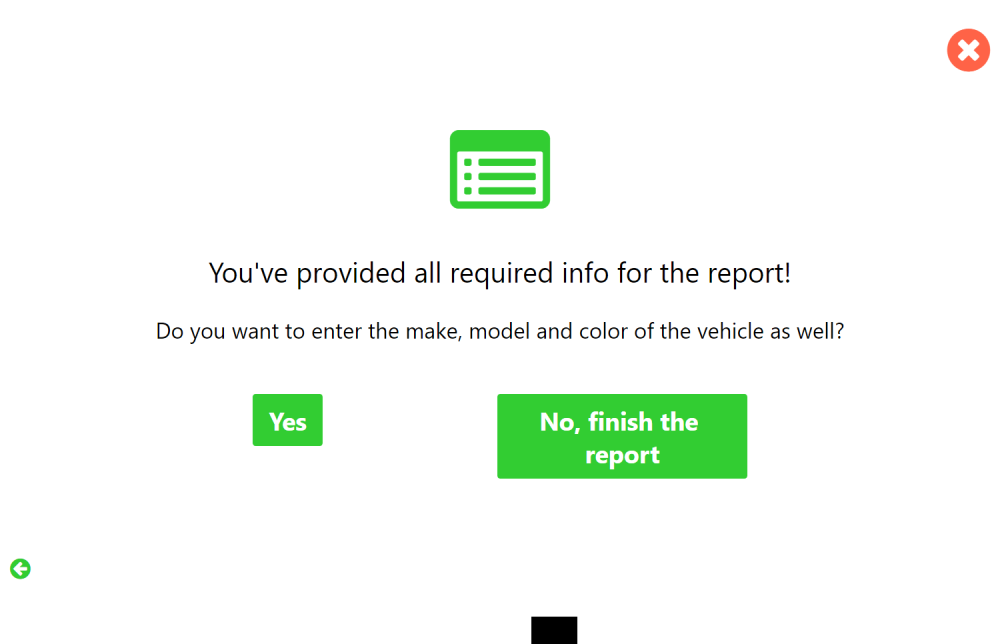 You've provided all required info for the report!
Do you want to enter the make, model and color of the vehicle as well?
Yes
No, finish the
report